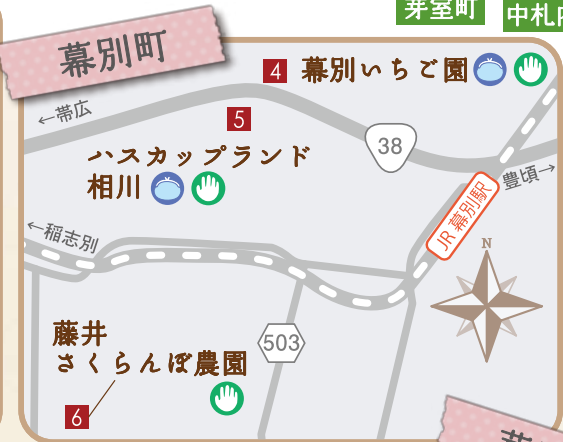 芽室町
中札内
幕別町
4 幕別いちご園
←帯広
5
ハスカップランド
相川
38
豊頃→
JR 幕別駅
←稲志別
N
藤井
さくらんぼ農園
503
6